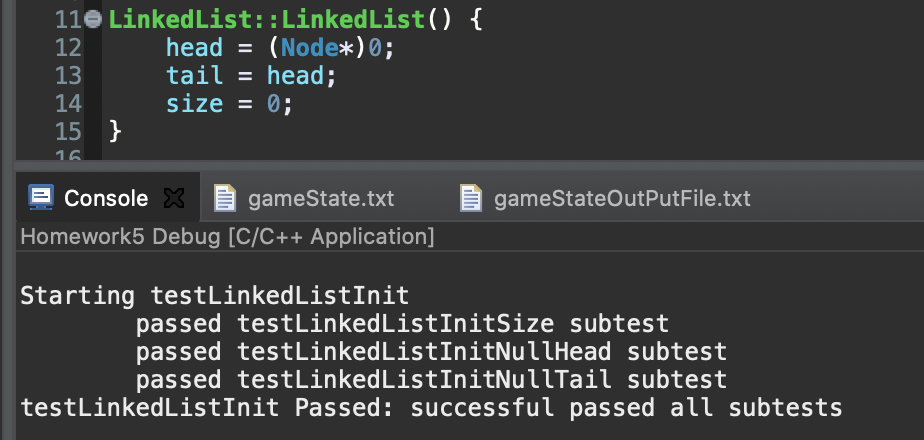 11 LinkedList::LinkedList() {
12 head = (Node*)0;
13 tail = head;
14 size = 0;
15 }
16
Console gameState.txt gameStateOutPutFile.txt
Homework5 Debug [C/C++ Application]
Starting testLinkedListInit
passed testLinkedListInitSize subtest
passed testLinkedListInitNullHead subtest
passed testLinkedListInitNullTail subtest
testLinkedListInit Passed: successful passed all subtests